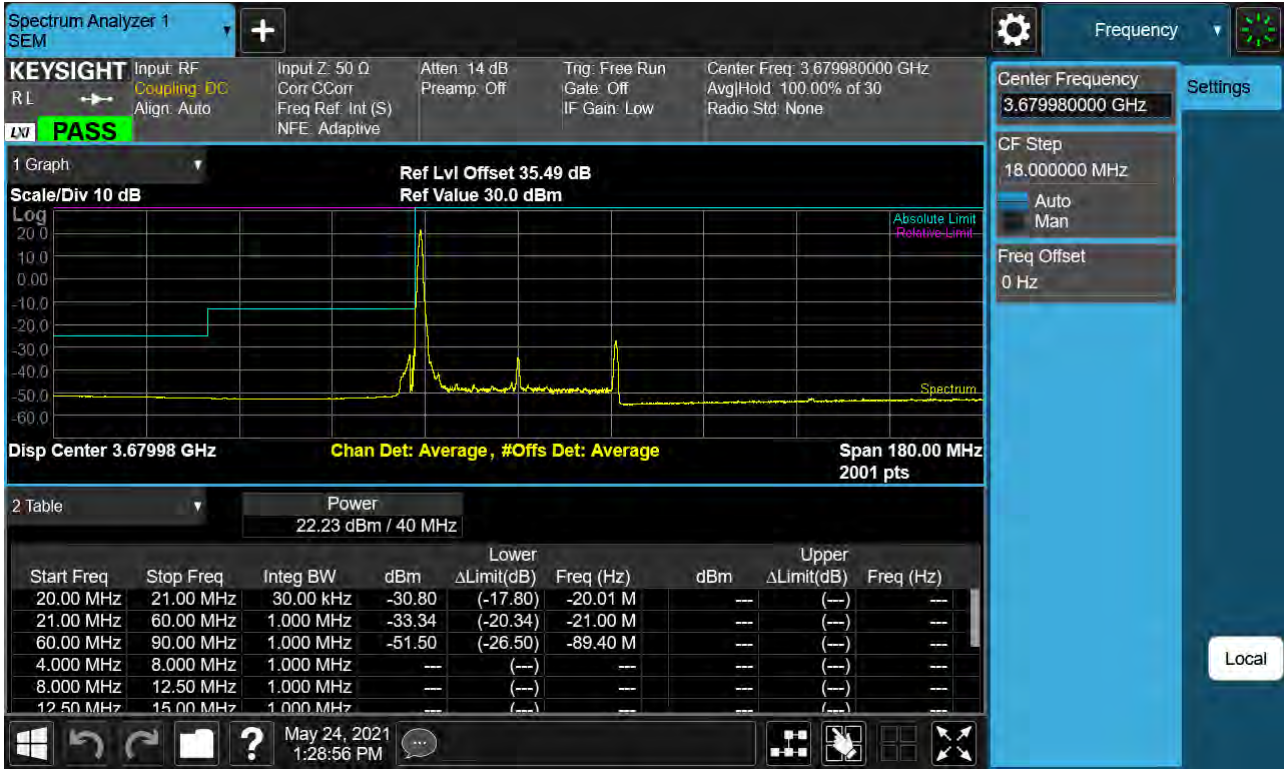 Spectrum Analyzer 1
SEM
Frequency
KEYSIGHT
RL
LXI
PASS
Input: RF
Coupling: DC
Align: Auto
Input Z: 50 Ω
Corr CCorr
Freq Ref: Int (S)
NFE: Adaptive
Atten: 14 dB
Preamp: Off
Trig: Free Run
Gate: Off
IF Gain: Low
Center Freq: 3.679980000 GHz
Avg|Hold: 100.00% of 30
Radio Std: None
Center Frequency
3.679980000 GHz
Settings
CF Step
18.000000 MHz
Auto
Man
Freq Offset
0 Hz
Local
1 Graph
Scale/Div 10 dB
Ref Lvl Offset 35.49 dB
Ref Value 30.0 dBm
Log
Absolute Limit
Relative Limit
20.0
10.0
0.00
-10.0
-20.0
-30.0
-40.0
-50.0
-60.0
Spectrum
Disp Center 3.67998 GHz
Chan Det: Average, #Offs Det: Average
Span 180.00 MHz
2001 pts
2 Table
Power
22.23 dBm / 40 MHz
Lower Upper
Start Freq Stop Freq Integ BW dBm ΔLimit(dB) Freq (Hz) dBm ΔLimit(dB) Freq (Hz)
20.00 MHz 21.00 MHz 30.00 kHz -30.80 (-17.80) -20.01 M --- (---) ---
21.00 MHz 60.00 MHz 1.000 MHz -33.34 (-20.34) -21.00 M --- (---) ---
60.00 MHz 90.00 MHz 1.000 MHz -51.50 (-26.50) -89.40 M --- (---) ---
4.000 MHz 8.000 MHz 1.000 MHz --- (---) --- --- (---) ---
8.000 MHz 12.50 MHz 1.000 MHz --- (---) --- --- (---) ---
12.50 MHz 15.00 MHz 1.000 MHz --- (---) --- --- (---) ---
May 24, 2021
1:28:56 PM